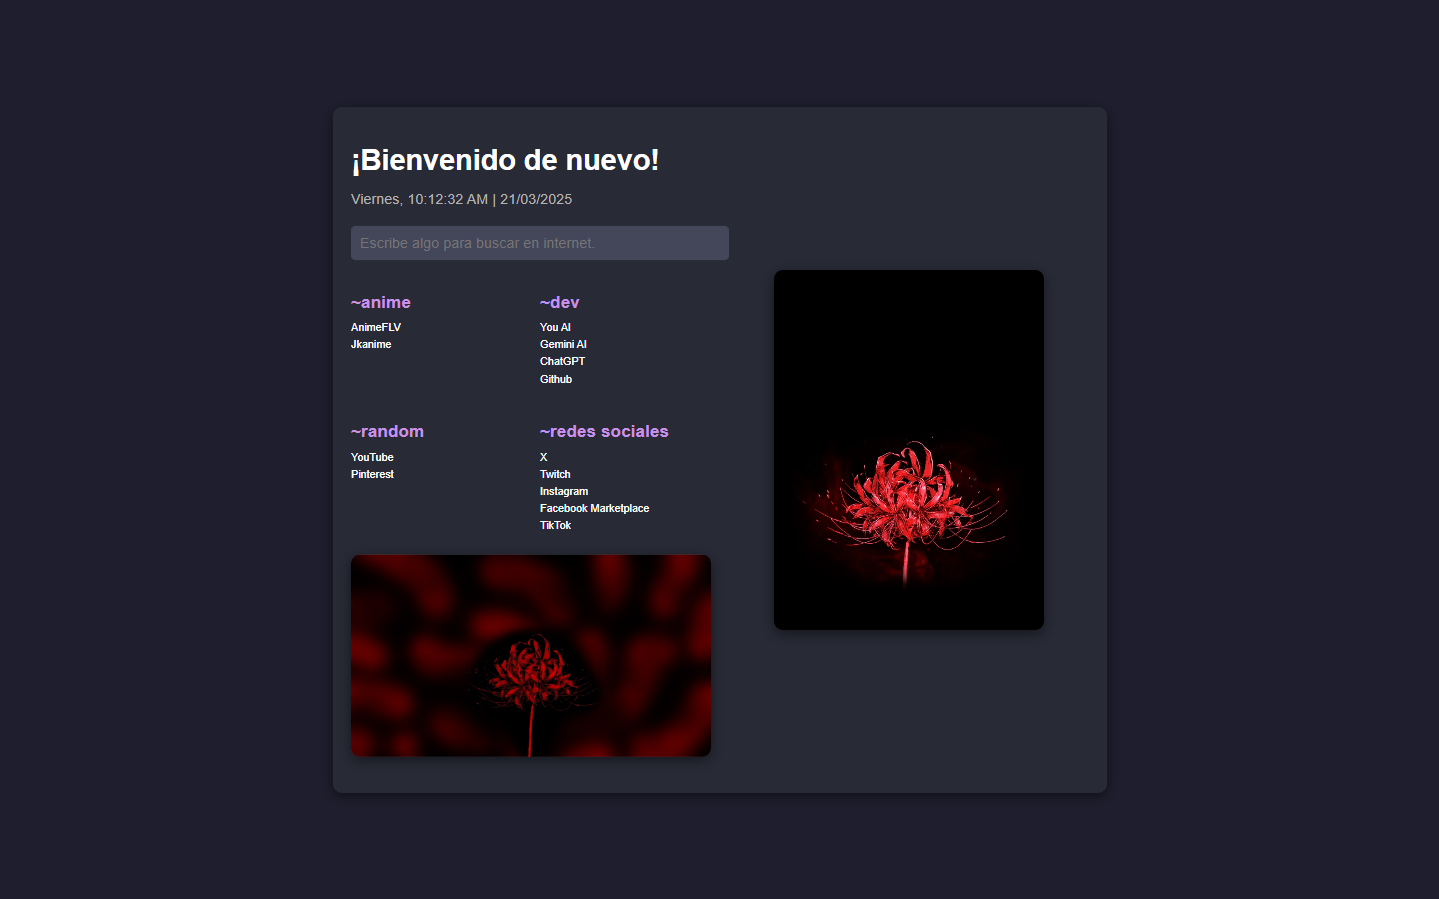 ¡Bienvenido de nuevo!
Viernes, 10:12:32 AM | 21/03/2025
Escribe algo para buscar en internet.
~anime
AnimeFLV
Jkanime
~dev
You AI
Gemini AI
ChatGPT
Github
~random
YouTube
Pinterest
~redes sociales
X
Twitch
Instagram
Facebook Marketplace
TikTok